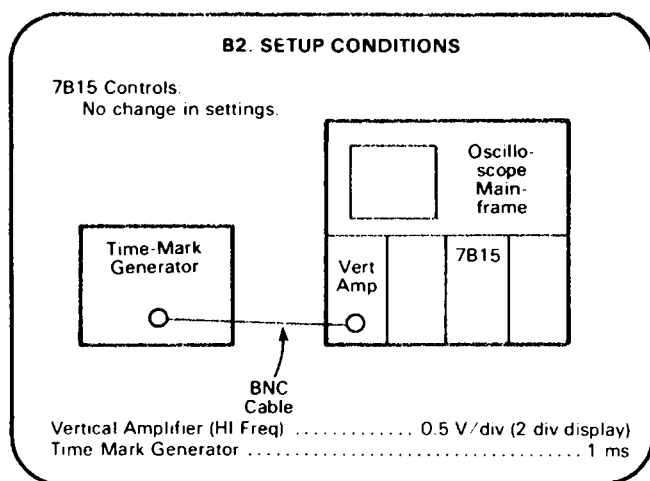 B2. SETUP CONDITIONS
7B15 Controls:
No change in settings.
Oscillo-
scope
Main-
frame
Time-Mark
Generator
Vert
Amp
7B15
BNC
Cable
Vertical Amplifier (HI Freq) ............ 0.5 V/div (2 div display)
Time Mark Generator .................................. 1 ms